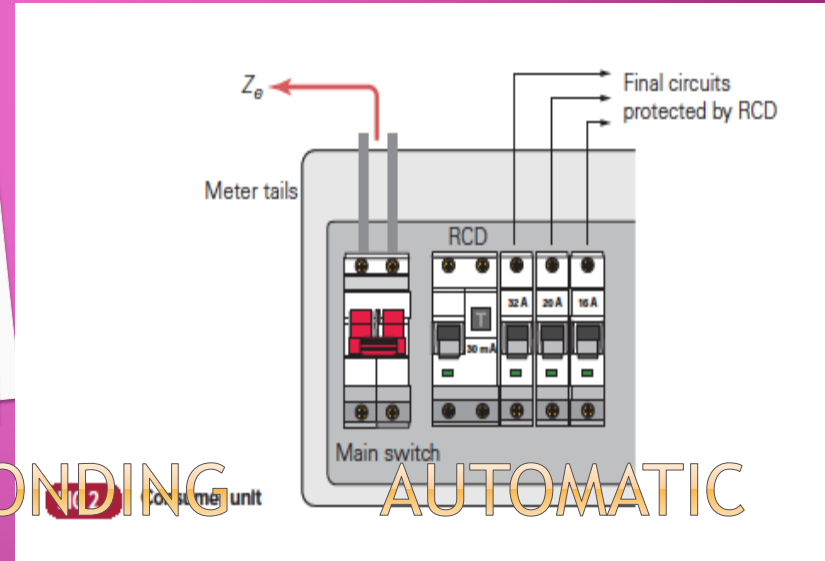 Ze
Final circuits
protected by RCD
Meter tails
RCD
32 A
20 A
16 A
T
30 mA
Main switch
ONDING AUTOMATIC
Consumer unit